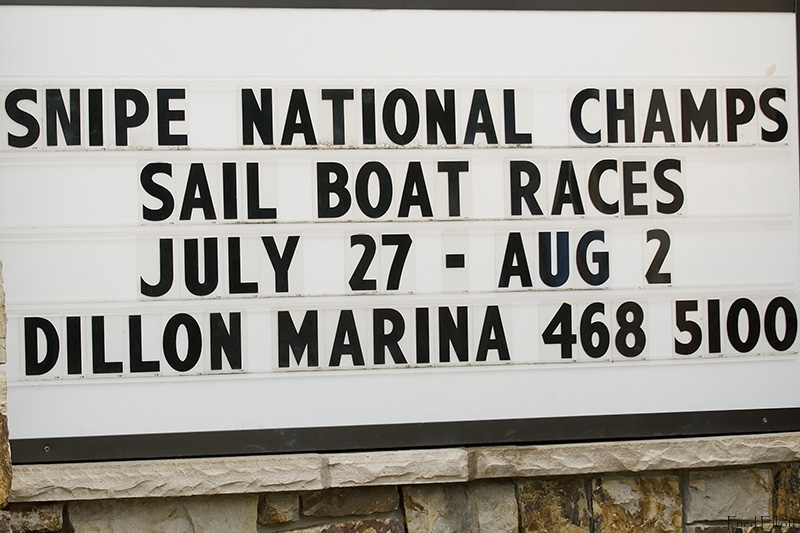 SNIPE NATIONAL CHAMPS
SAIL BOAT RACES
JULY 27 - AUG 2
DILLON MARINA 468 5100